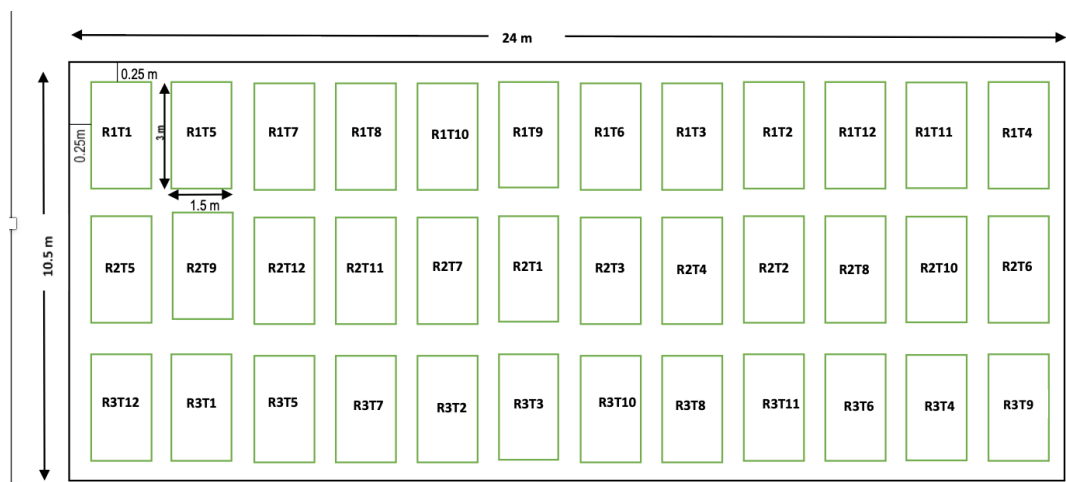 24 m
0.25 m
0.25m
3 m
1.5 m
10.5 m
R1T1 R1T5 R1T7 R1T8 R1T10 R1T9 R1T6 R1T3 R1T2 R1T12 R1T11 R1T4
R2T5 R2T9 R2T12 R2T11 R2T7 R2T1 R2T3 R2T4 R2T2 R2T8 R2T10 R2T6
R3T12 R3T1 R3T5 R3T7 R3T2 R3T3 R3T10 R3T8 R3T11 R3T6 R3T4 R3T9